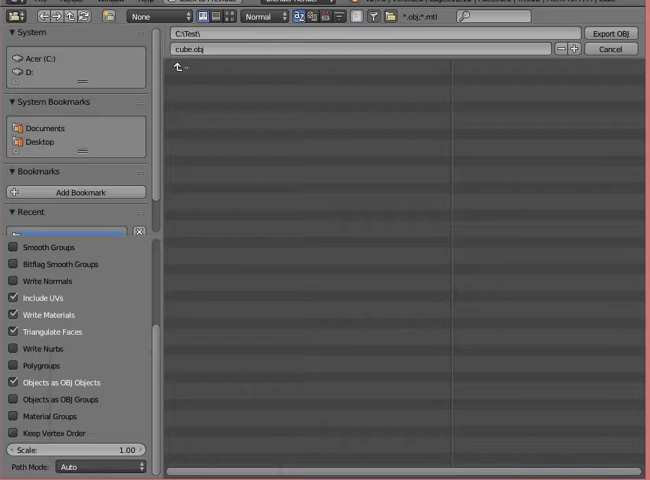 None
Normal
*.obj;*.mtl
System
Acer (C:)
D:
System Bookmarks
Documents
Desktop
Bookmarks
Add Bookmark
Recent
C:\Test\
Export OBJ
cube.obj
Cancel
..
Smooth Groups
Bitflag Smooth Groups
Write Normals
Include UVs
Write Materials
Triangulate Faces
Write Nurbs
Polygroups
Objects as OBJ Objects
Objects as OBJ Groups
Material Groups
Keep Vertex Order
Scale: 1.00
Path Mode: Auto